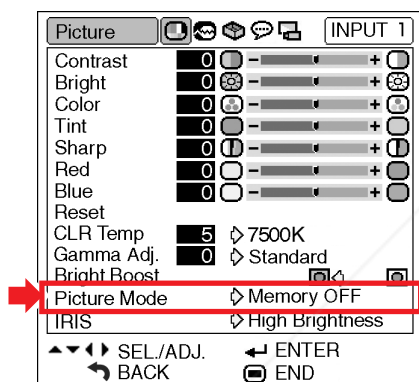 Picture INPUT 1
Contrast 0 - +
Bright 0 - +
Color 0 - +
Tint 0 - +
Sharp 0 - +
Red 0 - +
Blue 0 - +
Reset
CLR Temp 5 7500K
Gamma Adj. 0 Standard
Bright Boost
Picture Mode Memory OFF
IRIS High Brightness
SEL./ADJ. ENTER
BACK END